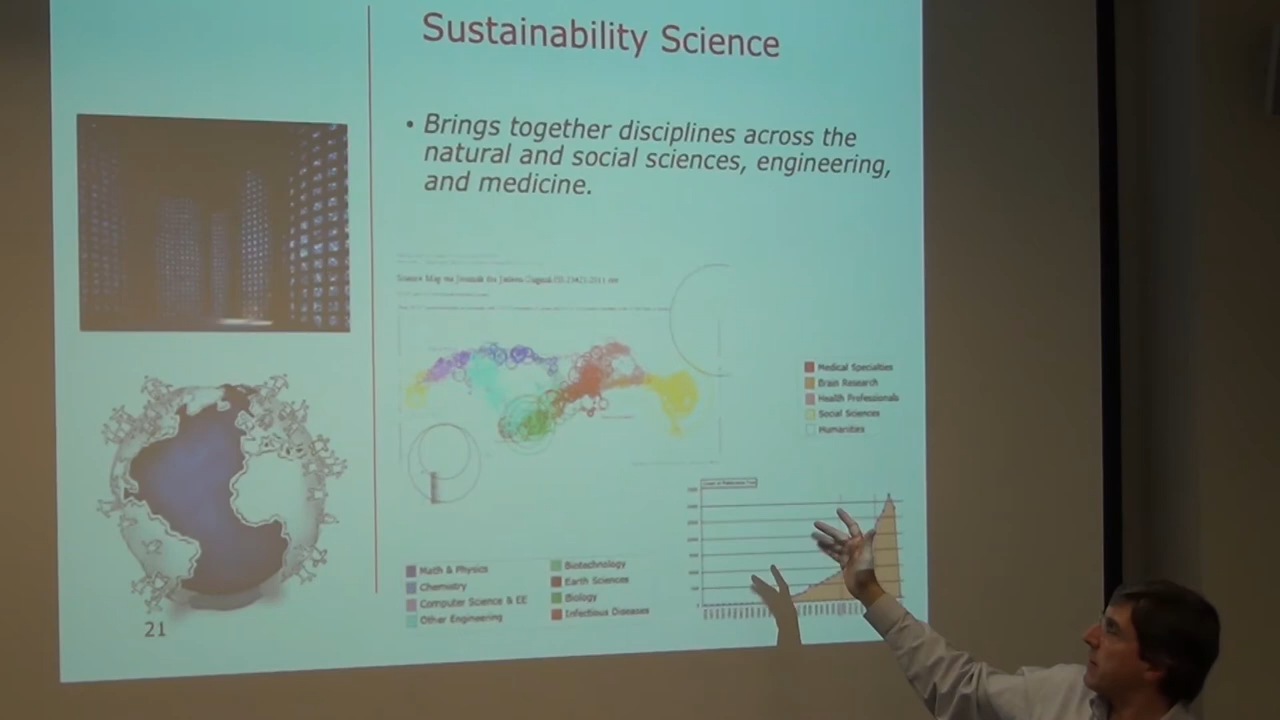 Sustainability Science
• Brings together disciplines across the
natural and social sciences, engineering,
and medicine.
Medical Specialties
Brain Research
Health Professionals
Social Sciences
Humanities
Math & Physics
Chemistry
Computer Science & EE
Other Engineering
Biotechnology
Earth Sciences
Biology
Infectious Diseases
21